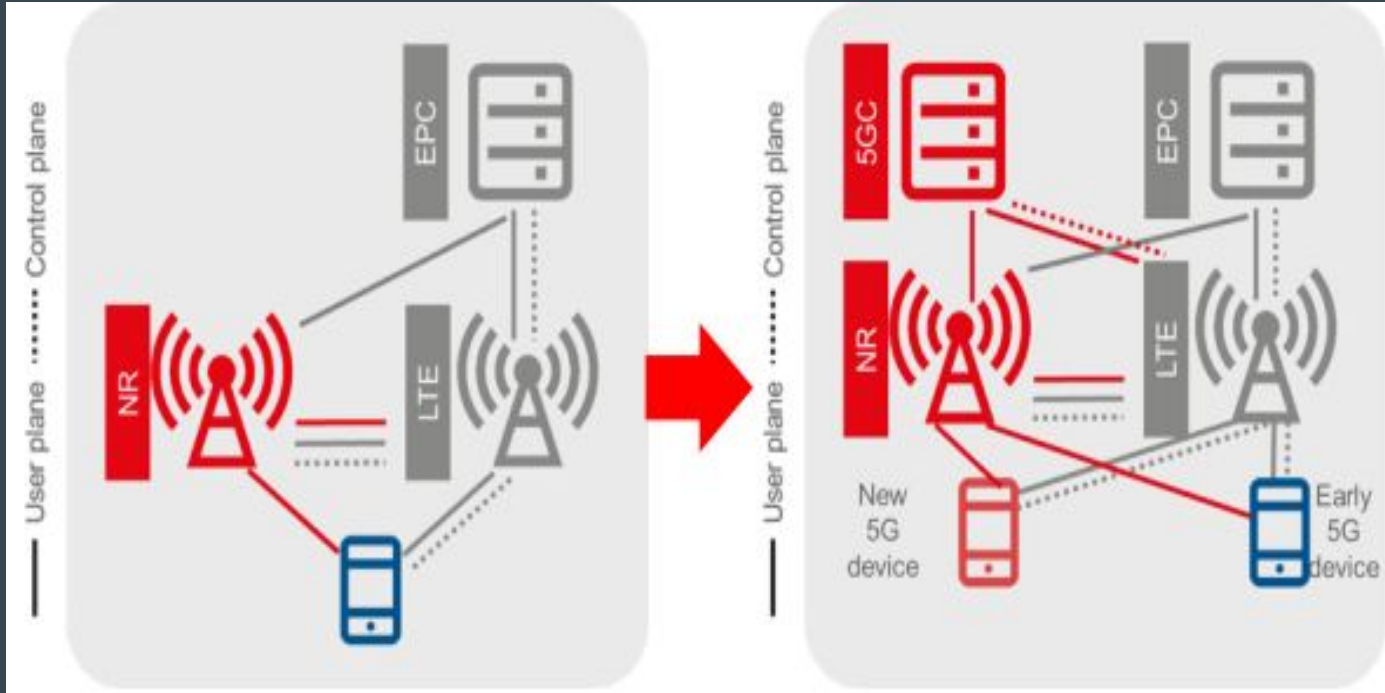 User plane Control plane
EPC
NR
LTE
User plane Control plane
5GC
EPC
NR
LTE
New
5G
device
Early
5G
device